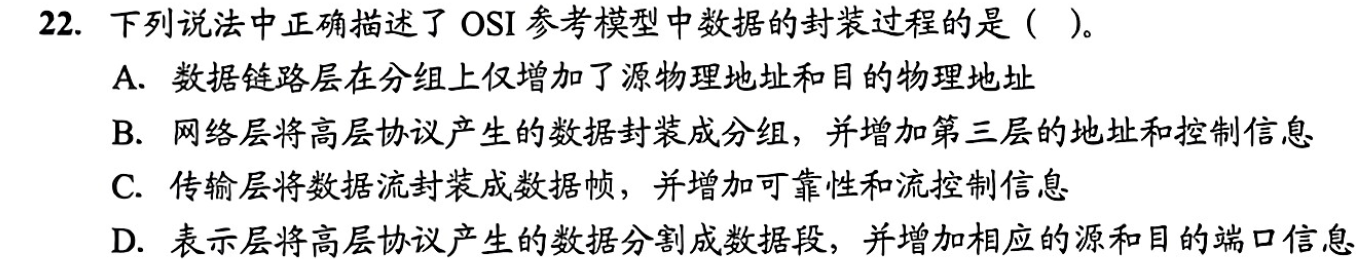 22. 下列说法中正确描述了 OSI 参考模型中数据的封装过程的是（ ）。
A. 数据链路层在分组上仅增加了源物理地址和目的物理地址
B. 网络层将高层协议产生的数据封装成分组，并增加第三层的地址和控制信息
C. 传输层将数据流封装成数据帧，并增加可靠性和流控制信息
D. 表示层将高层协议产生的数据分割成数据段，并增加相应的源和目的端口信息